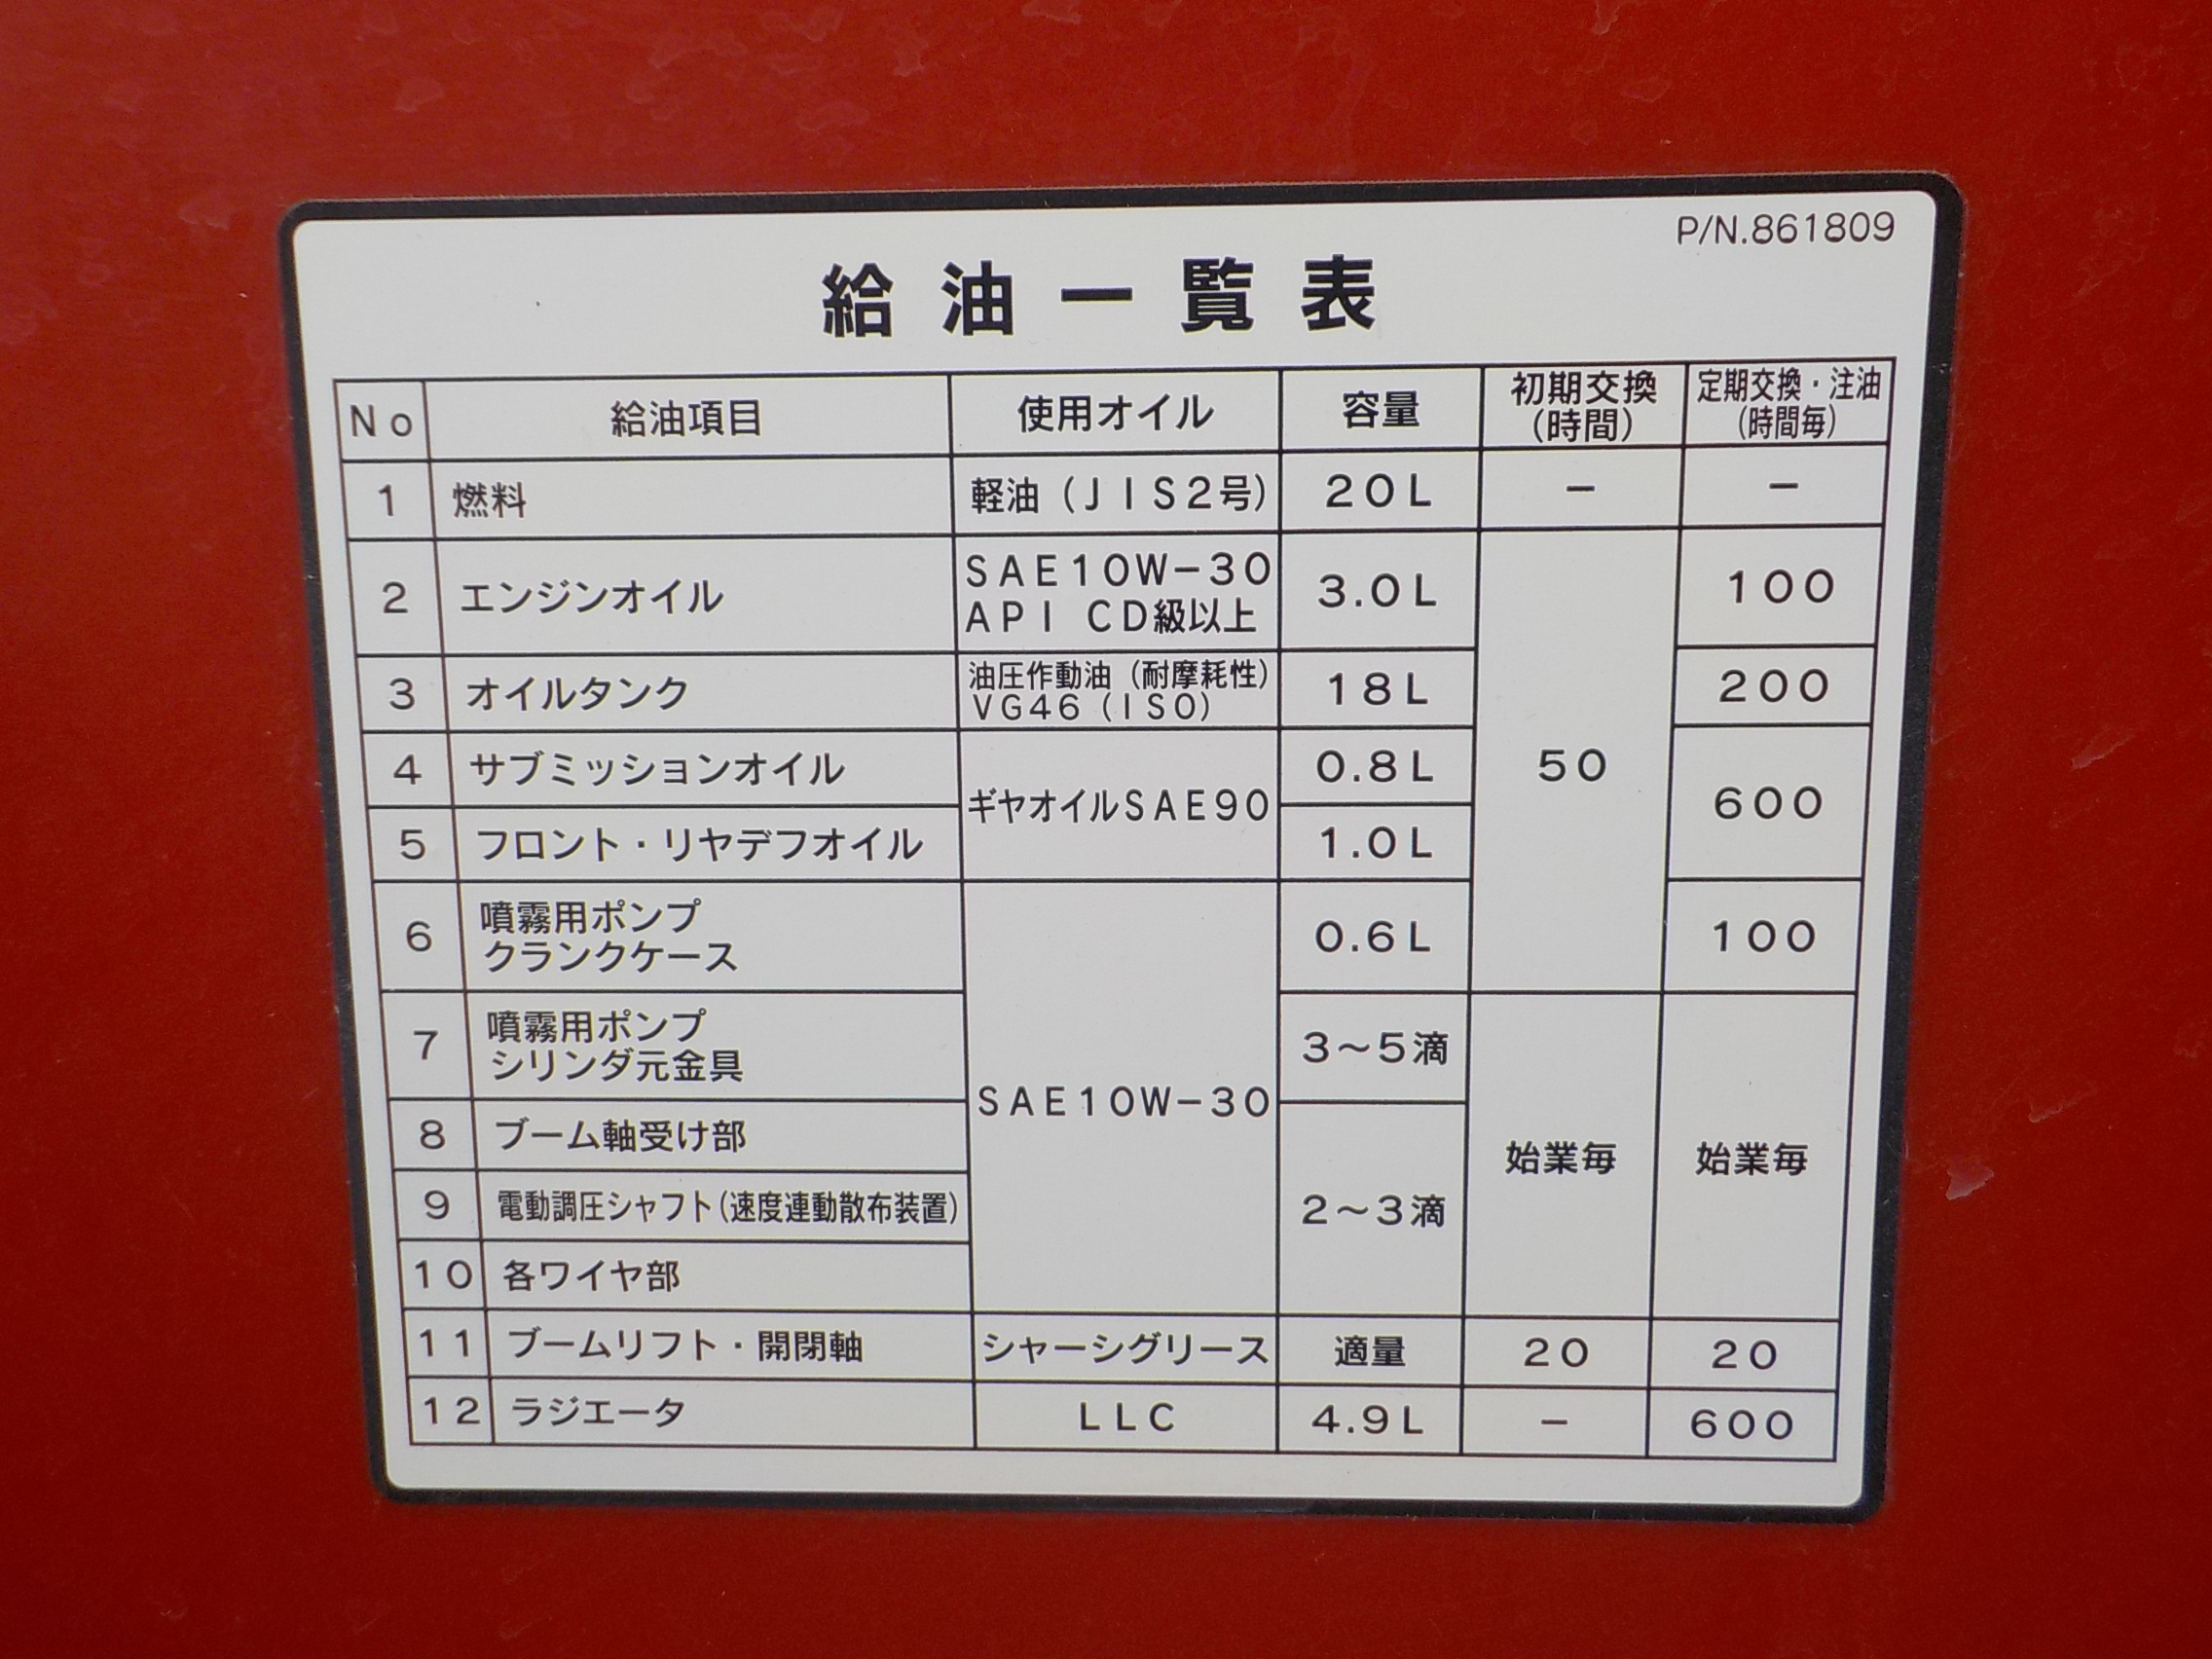 P/N.861809
給油一覧表
No 給油項目 使用オイル 容量 初期交換(時間) 定期交換・注油(時間毎)
1 燃料 軽油(JIS2号) 20L － －
2 エンジンオイル SAE10W－30 API CD級以上 3.0L 50 100
3 オイルタンク 油圧作動油(耐摩耗性) VG46(ISO) 18L 200
4 サブミッションオイル ギヤオイルSAE90 0.8L 600
5 フロント・リヤデフオイル 1.0L
6 噴霧用ポンプ クランクケース SAE10W－30 0.6L 100
7 噴霧用ポンプ シリンダ元金具 3～5滴 始業毎 始業毎
8 ブーム軸受け部 2～3滴
9 電動調圧シャフト(速度連動散布装置)
10 各ワイヤ部
11 ブームリフト・開閉軸 シャーシグリース 適量 20 20
12 ラジエータ LLC 4.9L － 600